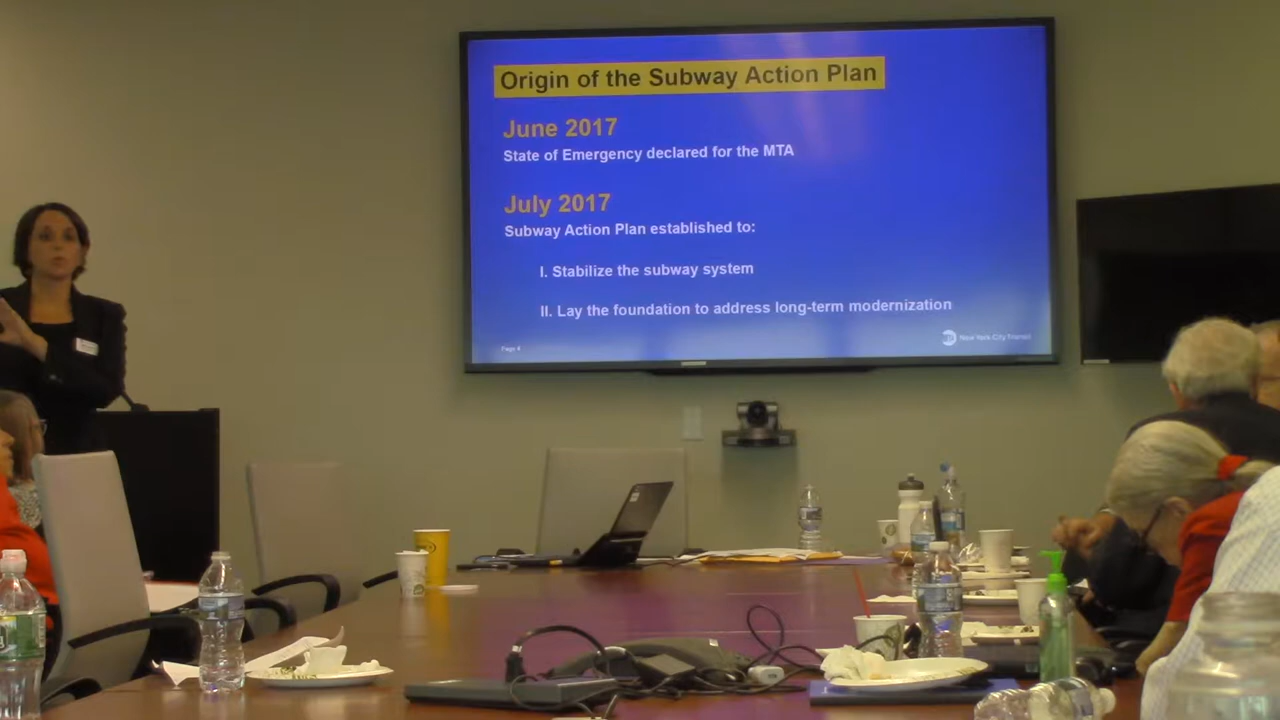 Origin of the Subway Action Plan
June 2017
State of Emergency declared for the MTA
July 2017
Subway Action Plan established to:
I. Stabilize the subway system
II. Lay the foundation to address long-term modernization
Page 4
New York City Transit